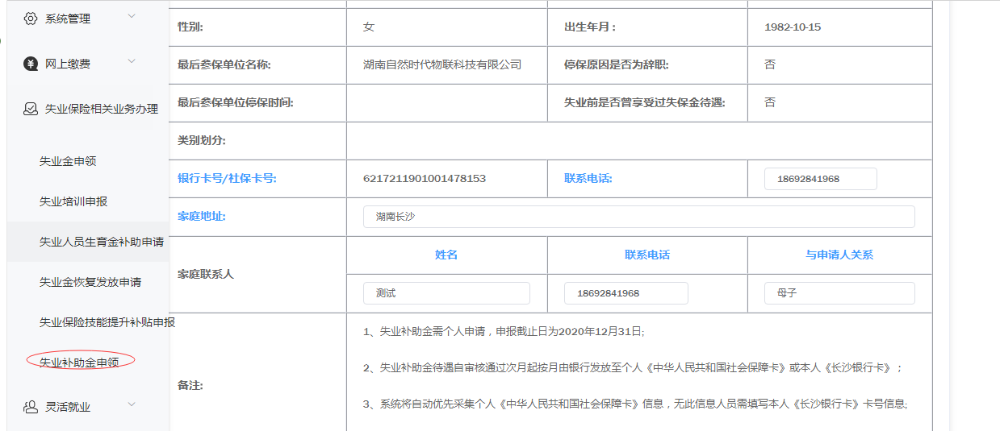 系统管理
网上缴费
失业保险相关业务办理
失业金申领
失业培训申报
失业人员生育金补助申请
失业金恢复发放申请
失业保险技能提升补贴申报
失业补助金申领
灵活就业
性别: 女 出生年月： 1982-10-15
最后参保单位名称: 湖南自然时代物联科技有限公司 停保原因是否为辞职: 否
最后参保单位停保时间: 失业前是否曾享受过失保金待遇: 否
类别划分:
银行卡号/社保卡号: 6217211901001478153 联系电话: 18692841968
家庭地址: 湖南长沙
家庭联系人
姓名 联系电话 与申请人关系
测试 18692841968 母子
备注:
1、失业补助金需个人申请，申报截止日为2020年12月31日;
2、失业补助金待遇自审核通过次月起按月由银行发放至个人《中华人民共和国社会保障卡》或本人《长沙银行卡》；
3、系统将自动优先采集个人《中华人民共和国社会保障卡》信息，无此信息人员需填写本人《长沙银行卡》卡号信息;